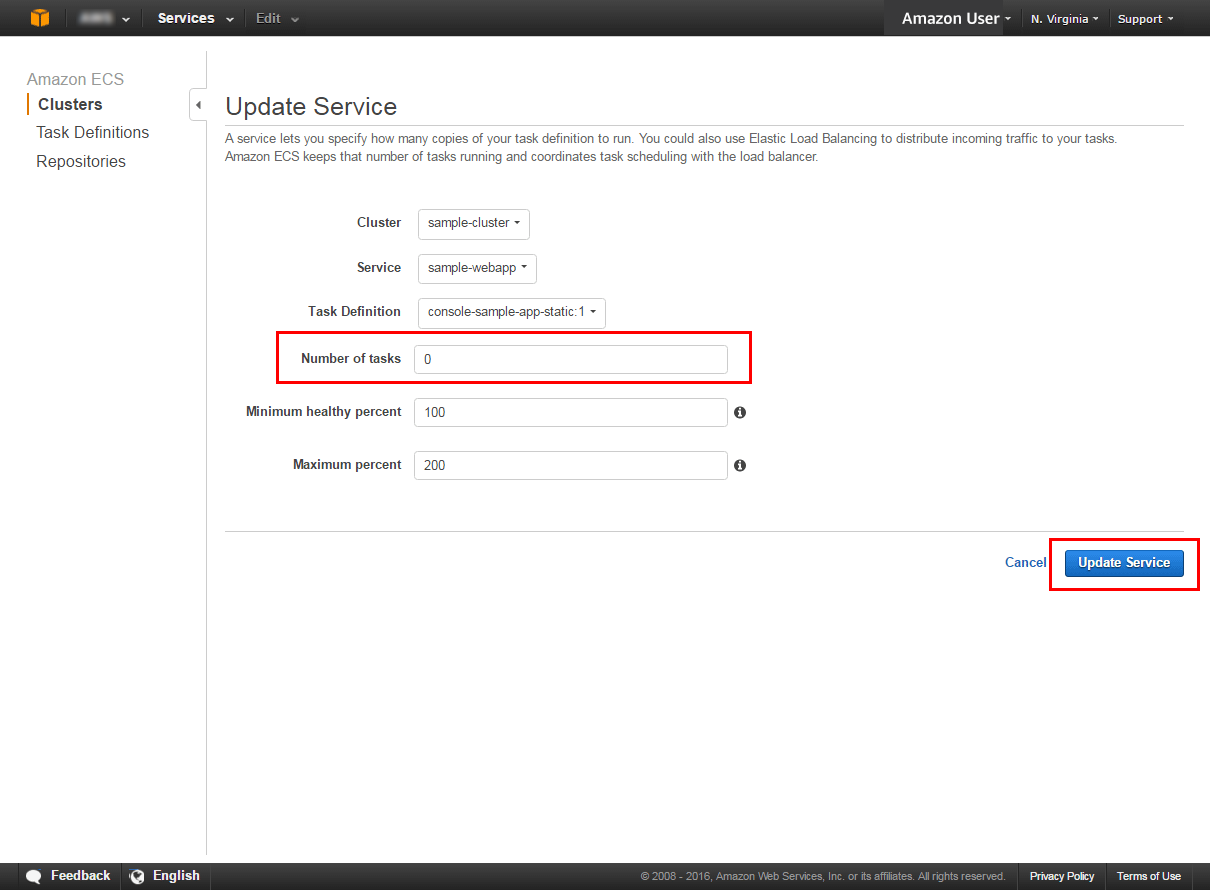 Services
Edit
Amazon User
N. Virginia
Support
Amazon ECS
Clusters
Task Definitions
Repositories
Update Service
A service lets you specify how many copies of your task definition to run. You could also use Elastic Load Balancing to distribute incoming traffic to your tasks.
Amazon ECS keeps that number of tasks running and coordinates task scheduling with the load balancer.
Cluster sample-cluster
Service sample-webapp
Task Definition console-sample-app-static:1
Number of tasks 0
Minimum healthy percent 100
Maximum percent 200
Cancel Update Service
Feedback English © 2008 - 2016, Amazon Web Services, Inc. or its affiliates. All rights reserved. Privacy Policy Terms of Use